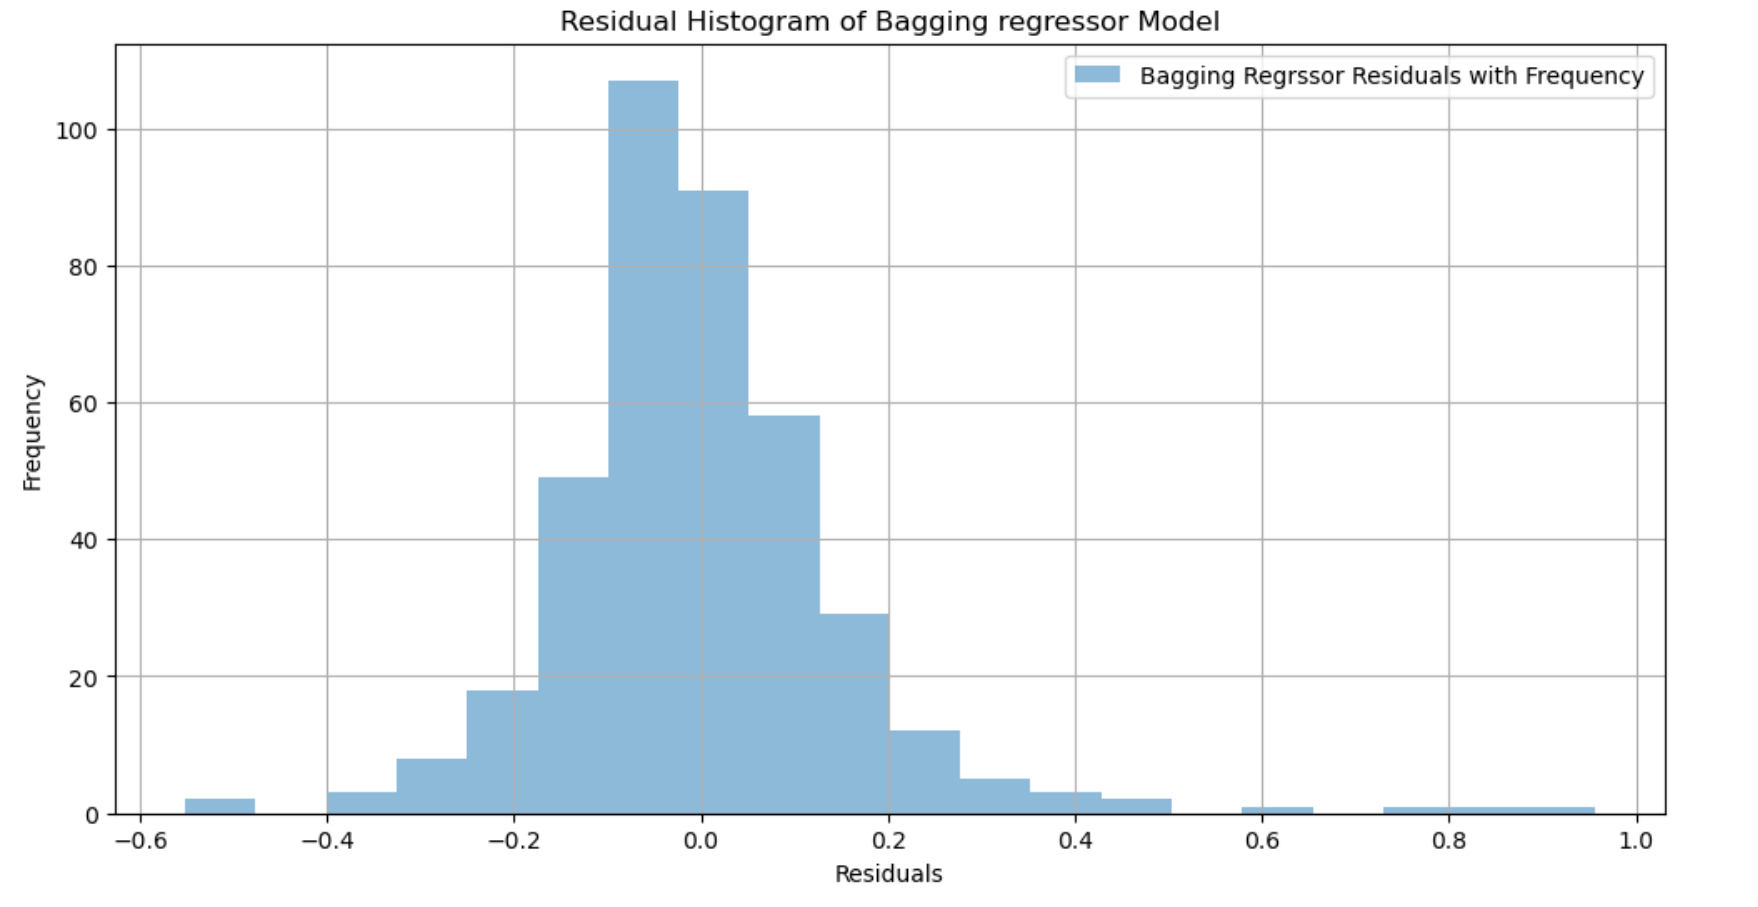 Residual Histogram of Bagging regressor Model
Bagging Regrssor Residuals with Frequency
100
80
60
40
20
0
Frequency
−0.6 −0.4 −0.2 0.0 0.2 0.4 0.6 0.8 1.0
Residuals